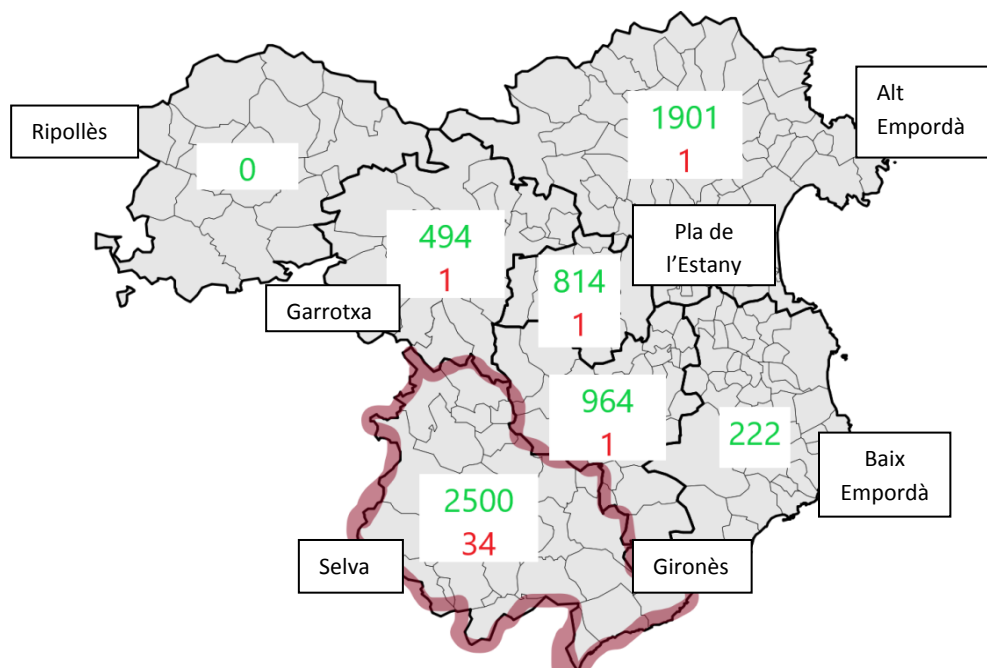 Alt
Empordà
1901
1
Ripollès
0
Pla de
l’Estany
494
1
814
1
Garrotxa
964
1
222
Baix
Empordà
2500
34
Selva
Gironès